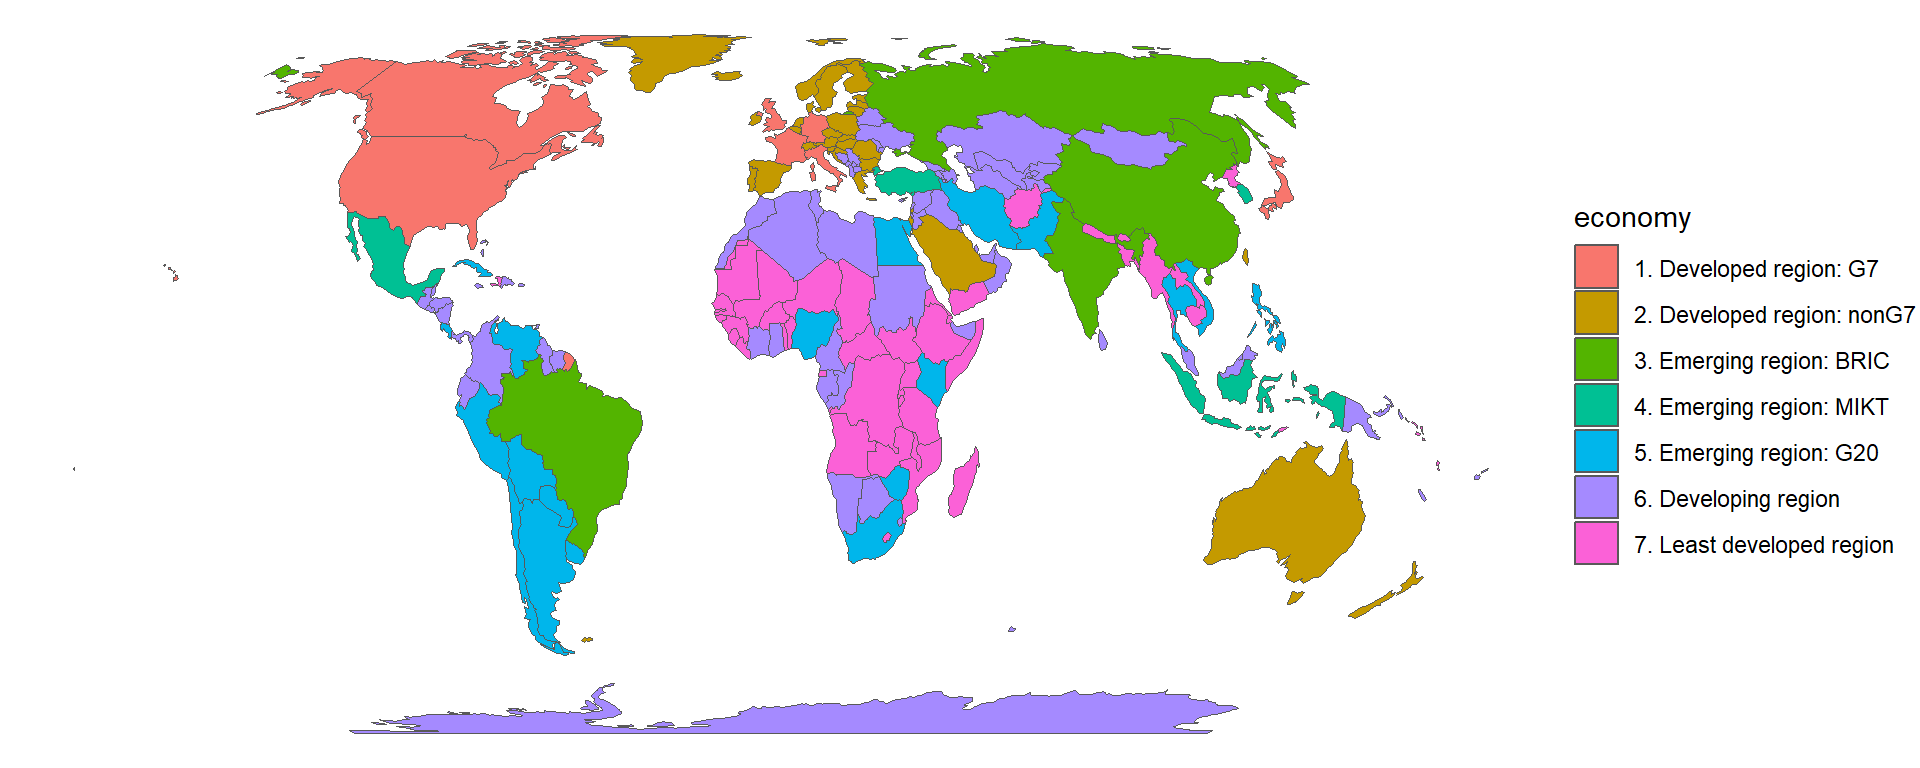 economy
1. Developed region: G7
2. Developed region: nonG7
3. Emerging region: BRIC
4. Emerging region: MIKT
5. Emerging region: G20
6. Developing region
7. Least developed region